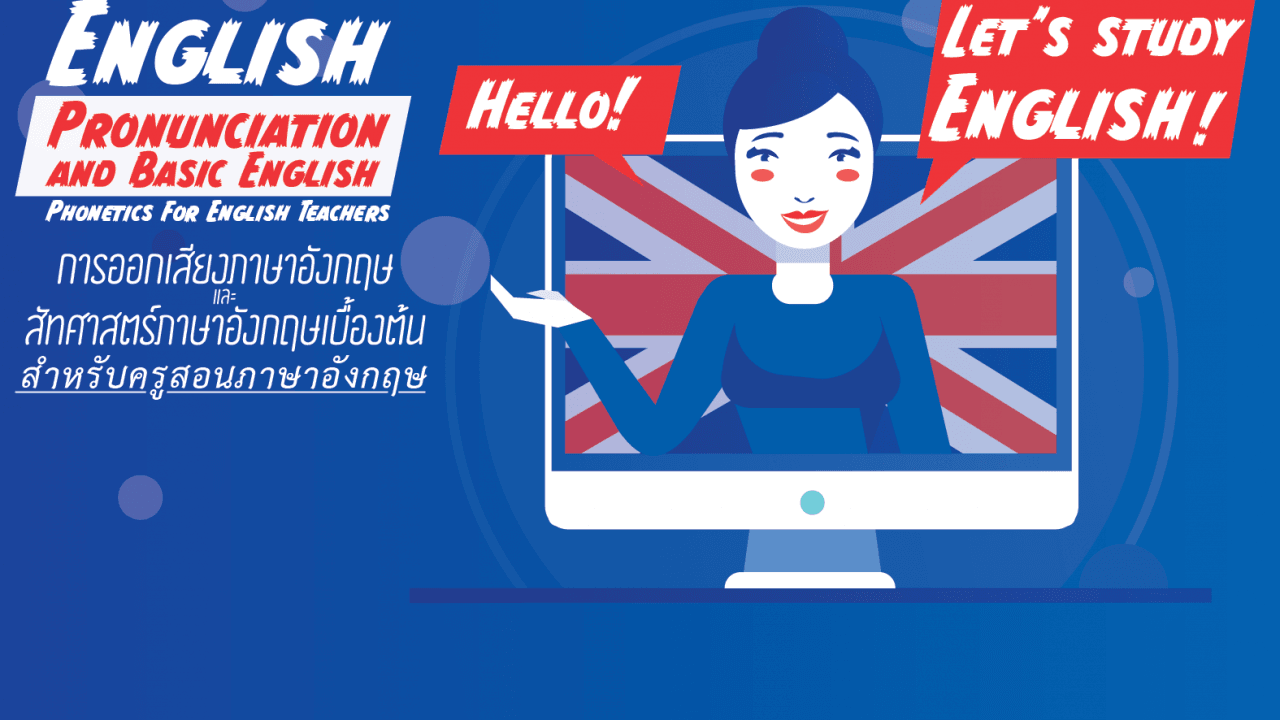 ENGLISH
PRONUNCIATION
AND BASIC ENGLISH
PHONETICS FOR ENGLISH TEACHERS
การออกเสียงภาษาอังกฤษ
และ
สัทศาสตร์ภาษาอังกฤษเบื้องต้น
สำหรับครูสอนภาษาอังกฤษ
HELLO!
LET'S STUDY
ENGLISH!